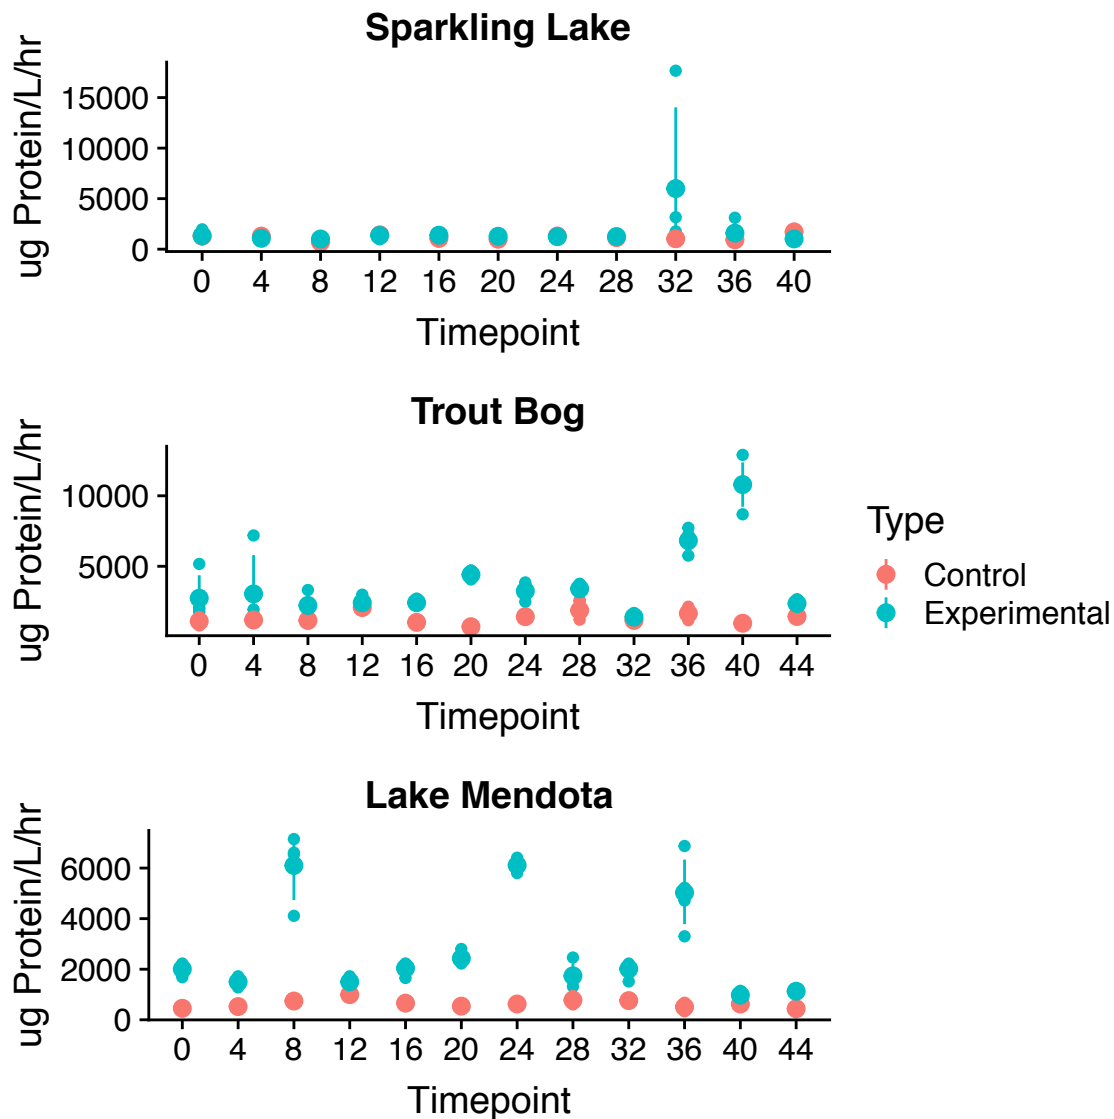 Sparkling Lake
ug Protein/L/hr
15000
10000
5000
0
0 4 8 12 16 20 24 28 32 36 40
Timepoint
Trout Bog
ug Protein/L/hr
10000
5000
0 4 8 12 16 20 24 28 32 36 40 44
Timepoint
Type
Control
Experimental
Lake Mendota
ug Protein/L/hr
6000
4000
2000
0
0 4 8 12 16 20 24 28 32 36 40 44
Timepoint